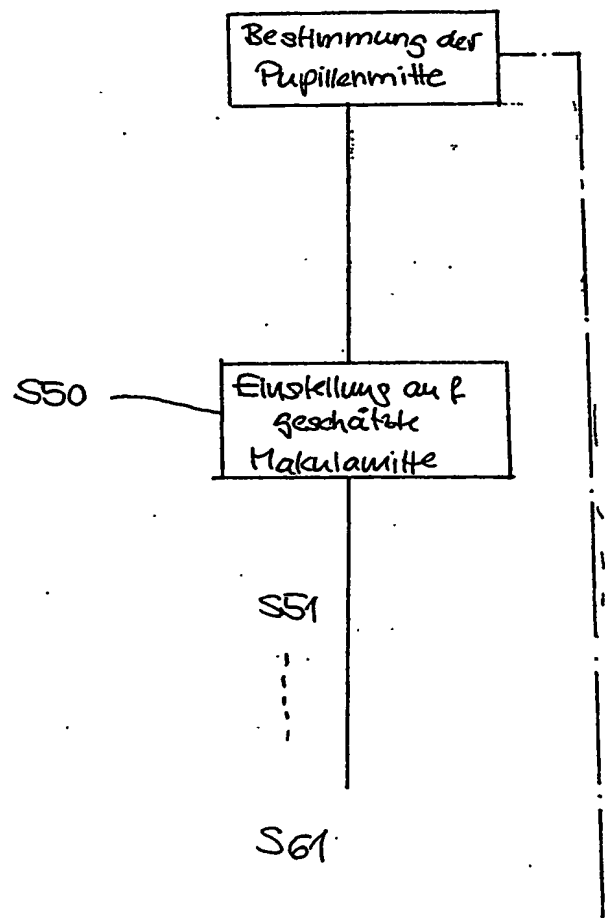 Bestimmung der
Pupillenmitte
S50
Einstellung auf
geschätzte
Makulamitte
S51
S61